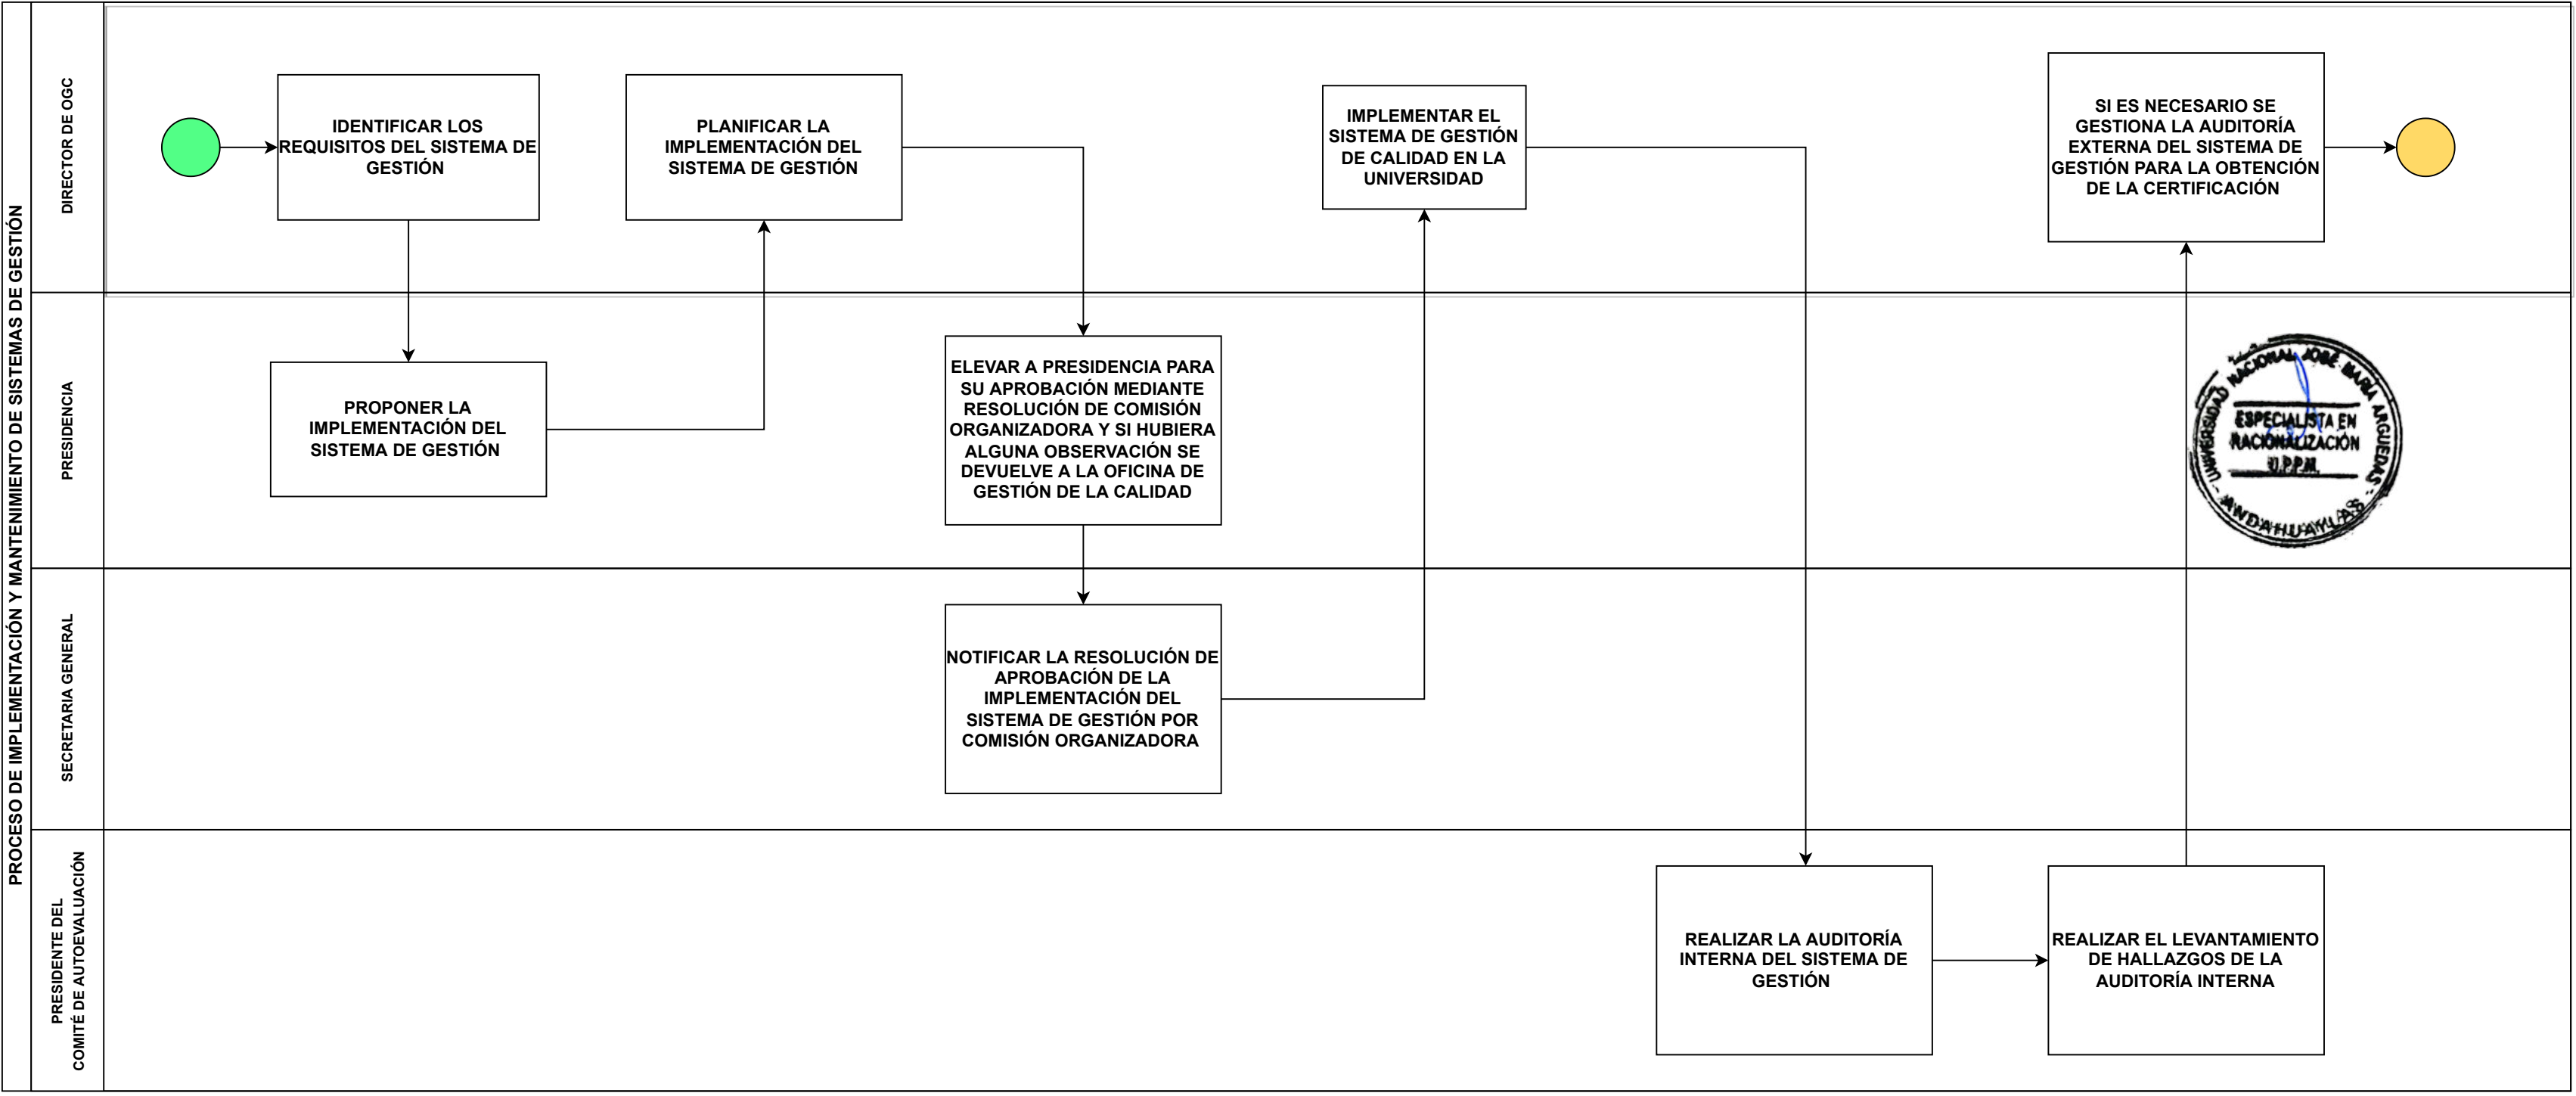 PROCESO DE IMPLEMENTACIÓN Y MANTENIMIENTO DE SISTEMAS DE GESTIÓN
DIRECTOR DE OGC
IDENTIFICAR LOS
REQUISITOS DEL SISTEMA DE
GESTIÓN
PLANIFICAR LA
IMPLEMENTACIÓN DEL
SISTEMA DE GESTIÓN
IMPLEMENTAR EL
SISTEMA DE GESTIÓN
DE CALIDAD EN LA
UNIVERSIDAD
SI ES NECESARIO SE
GESTIONA LA AUDITORÍA
EXTERNA DEL SISTEMA DE
GESTIÓN PARA LA OBTENCIÓN
DE LA CERTIFICACIÓN
PRESIDENCIA
PROPONER LA
IMPLEMENTACIÓN DEL
SISTEMA DE GESTIÓN
ELEVAR A PRESIDENCIA PARA
SU APROBACIÓN MEDIANTE
RESOLUCIÓN DE COMISIÓN
ORGANIZADORA Y SI HUBIERA
ALGUNA OBSERVACIÓN SE
DEVUELVE A LA OFICINA DE
GESTIÓN DE LA CALIDAD
UNIVERSIDAD NACIONAL JOSÉ MARÍA ARGUEDAS
ESPECIALISTA EN
RACIONALIZACIÓN
U.P.P.M.
ANDAHUAYLAS
SECRETARIA GENERAL
NOTIFICAR LA RESOLUCIÓN DE
APROBACIÓN DE LA
IMPLEMENTACIÓN DEL
SISTEMA DE GESTIÓN POR
COMISIÓN ORGANIZADORA
PRESIDENTE DEL
COMITÉ DE AUTOEVALUACIÓN
REALIZAR LA AUDITORÍA
INTERNA DEL SISTEMA DE
GESTIÓN
REALIZAR EL LEVANTAMIENTO
DE HALLAZGOS DE LA
AUDITORÍA INTERNA